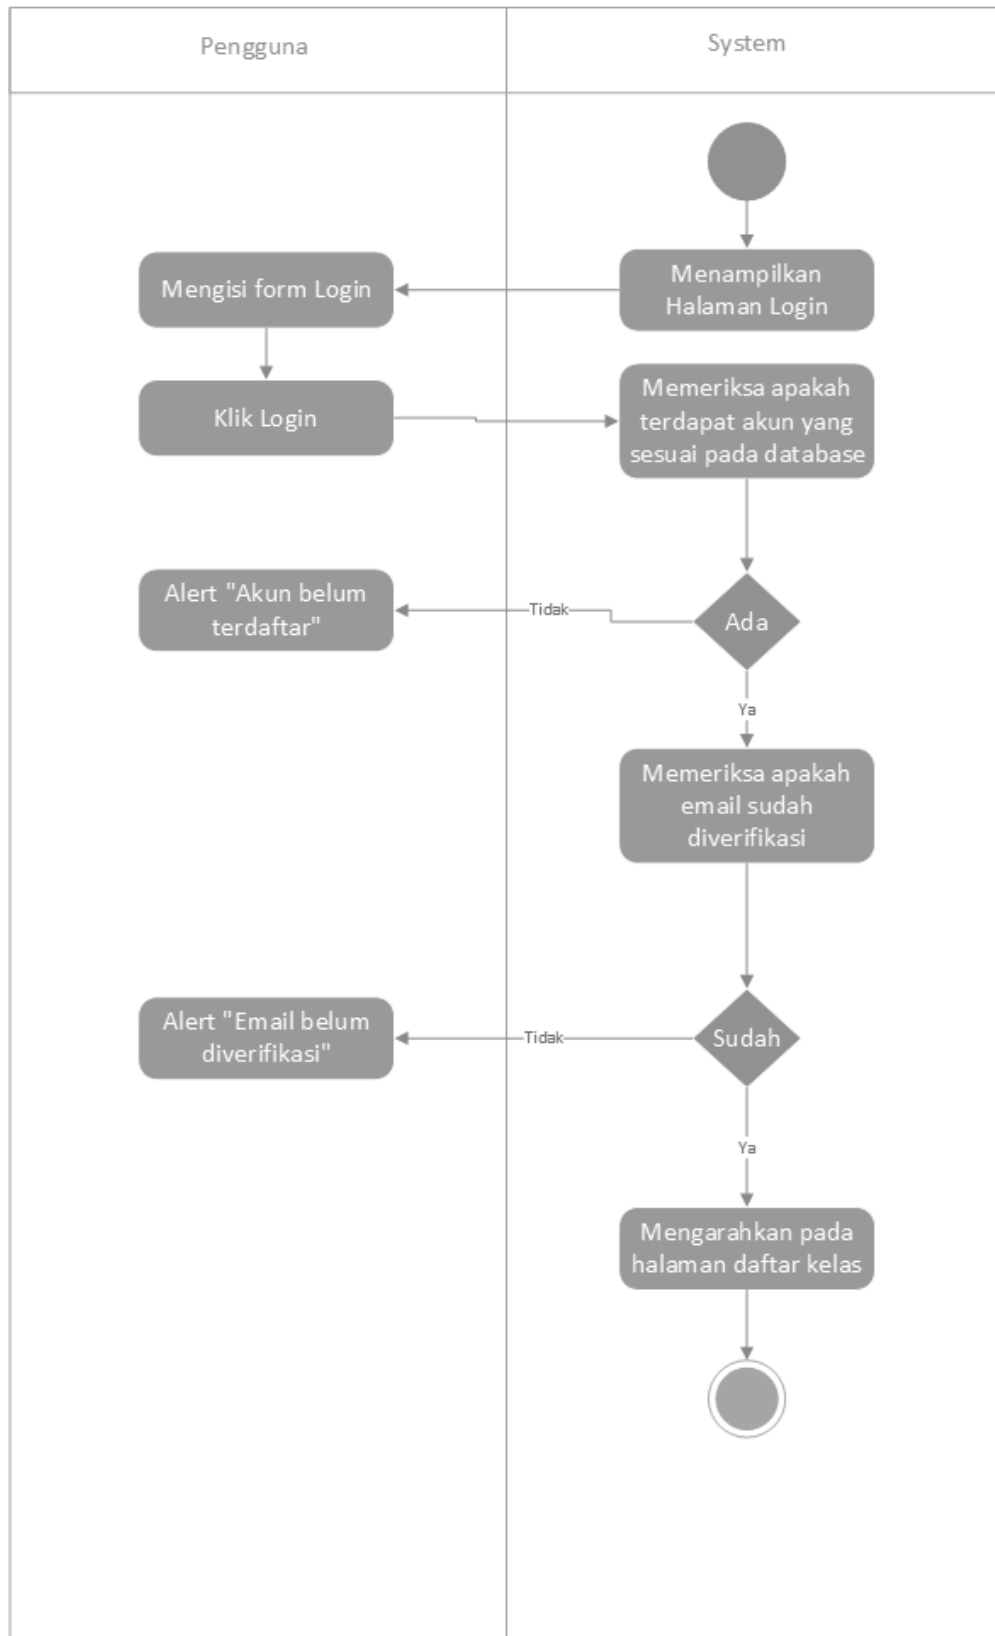 Pengguna
System
Menampilkan
Halaman Login
Mengisi form Login
Klik Login
Memeriksa apakah
terdapat akun yang
sesuai pada database
Ada
Tidak
Alert "Akun belum
terdaftar"
Ya
Memeriksa apakah
email sudah
diverifikasi
Sudah
Tidak
Alert "Email belum
diverifikasi"
Ya
Mengarahkan pada
halaman daftar kelas